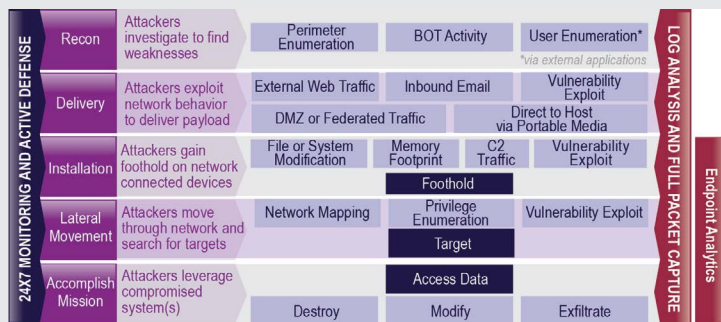 24X7 MONITORING AND ACTIVE DEFENSE
Recon
Attackers
investigate to find
weaknesses
Perimeter
Enumeration
BOT Activity
User Enumeration*
*via external applications
Delivery
Attackers exploit
network behavior
to deliver payload
External Web Traffic
Inbound Email
Vulnerability
Exploit
DMZ or Federated Traffic
Direct to Host
via Portable Media
Installation
Attackers gain
foothold on network
connected devices
File or System
Modification
Memory
Footprint
C2
Traffic
Vulnerability
Exploit
Foothold
Lateral
Movement
Attackers move
through network and
search for targets
Network Mapping
Privilege
Enumeration
Vulnerability Exploit
Target
Accomplish
Mission
Attackers leverage
compromised
system(s)
Access Data
Destroy
Modify
Exfiltrate
LOG ANALYSIS AND FULL PACKET CAPTURE
Endpoint Analytics